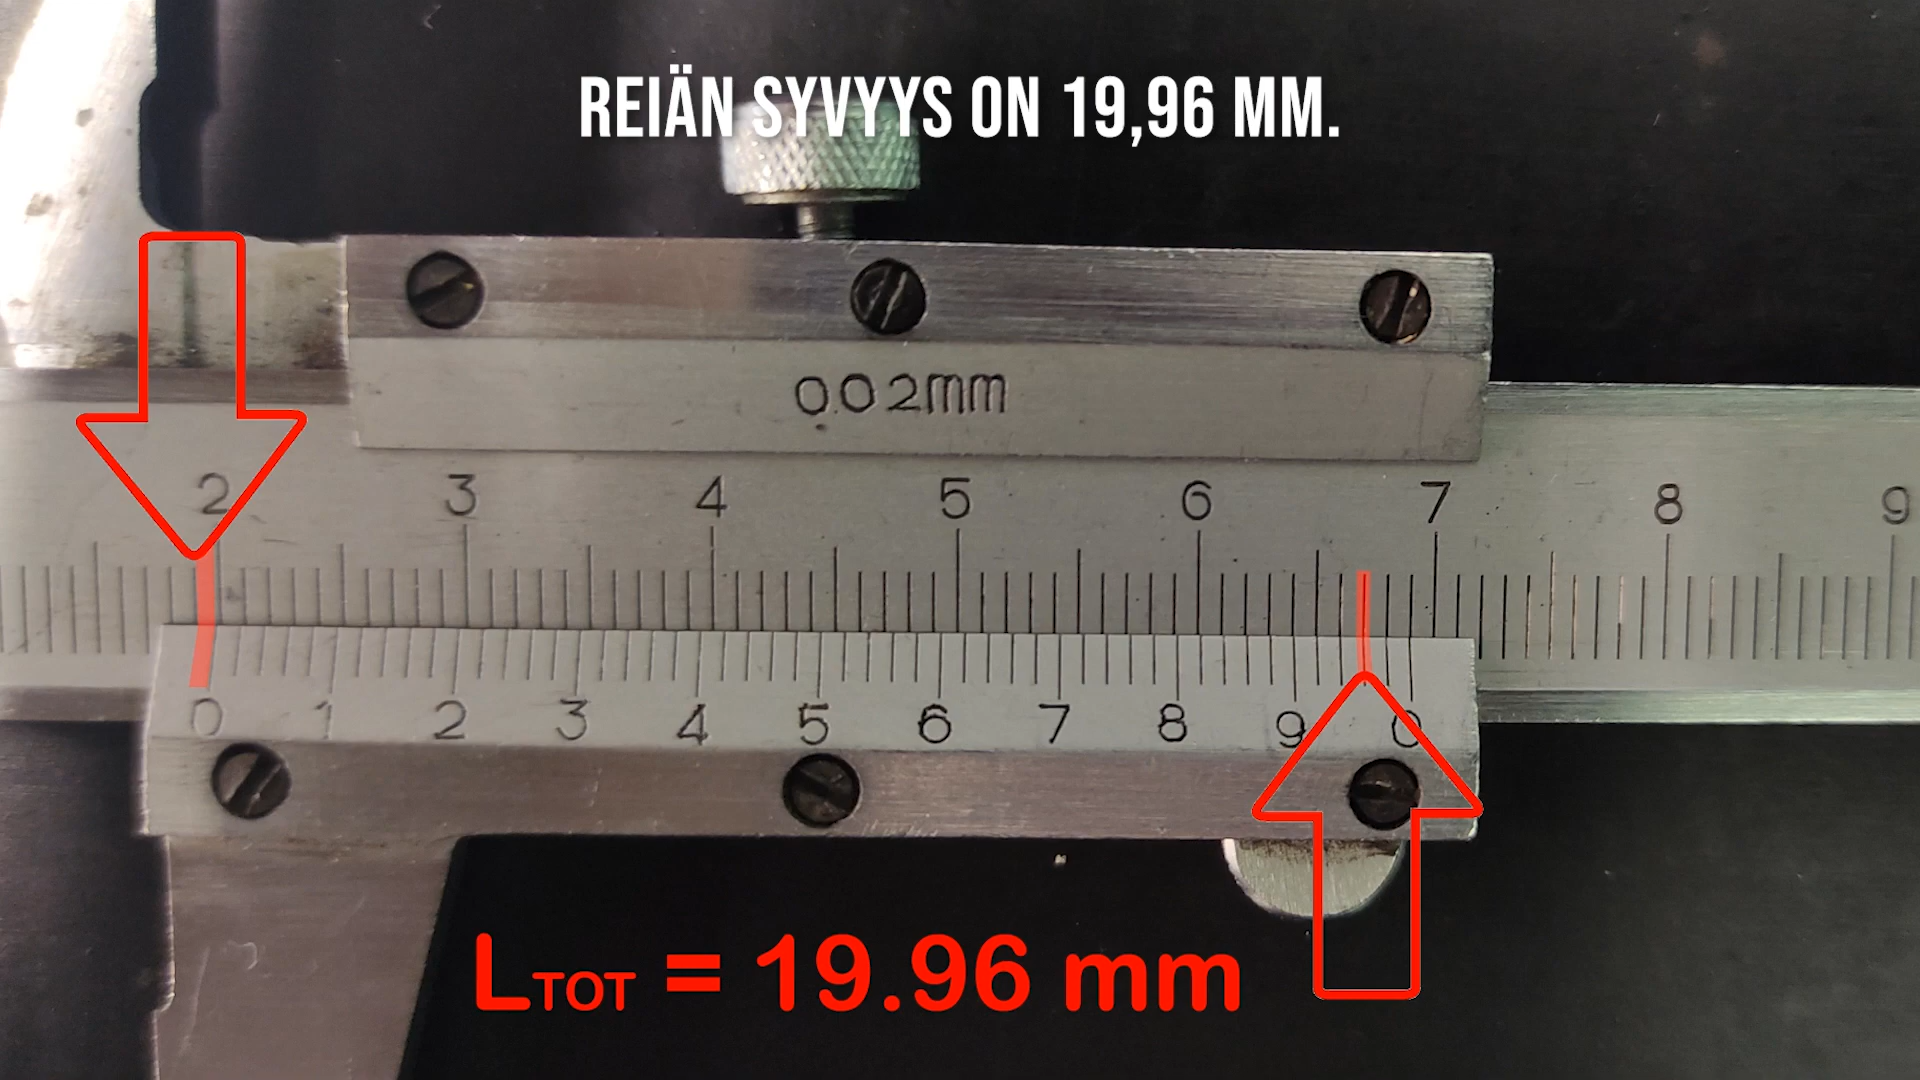 REIÄN SYVYYS ON 19,96 MM.
0.02mm
2 3 4 5 6 7 8 9
0 1 2 3 4 5 6 7 8 9 0
LTOT = 19.96 mm